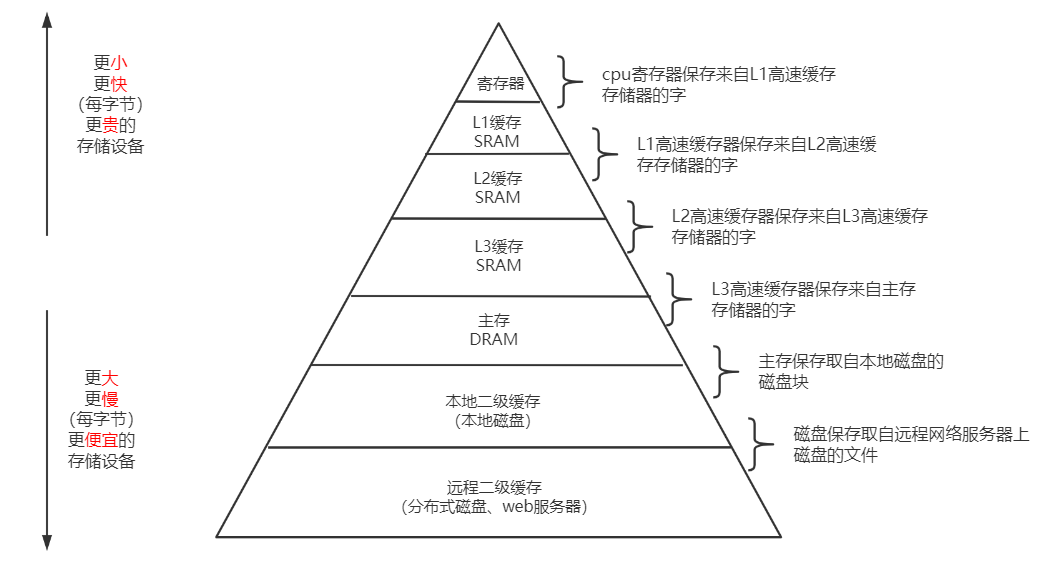 更小
更快
（每字节）
更贵的
存储设备
寄存器
cpu寄存器保存来自L1高速缓存
存储器的字
L1缓存
SRAM
L1高速缓存器保存来自L2高速缓
存存储器的字
L2缓存
SRAM
L2高速缓存器保存来自L3高速缓存
存储器的字
L3缓存
SRAM
L3高速缓存器保存来自主存
存储器的字
主存
DRAM
主存保存取自本地磁盘的
磁盘块
更大
更慢
（每字节）
更便宜的
存储设备
本地二级缓存
（本地磁盘）
磁盘保存取自远程网络服务器上
磁盘的文件
远程二级缓存
（分布式磁盘、web服务器）